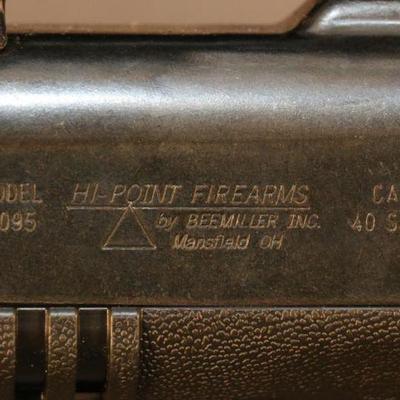 ODEL
095
HI-POINT FIREARMS
by BEEMILLER INC.
Mansfield OH
CA
40 S